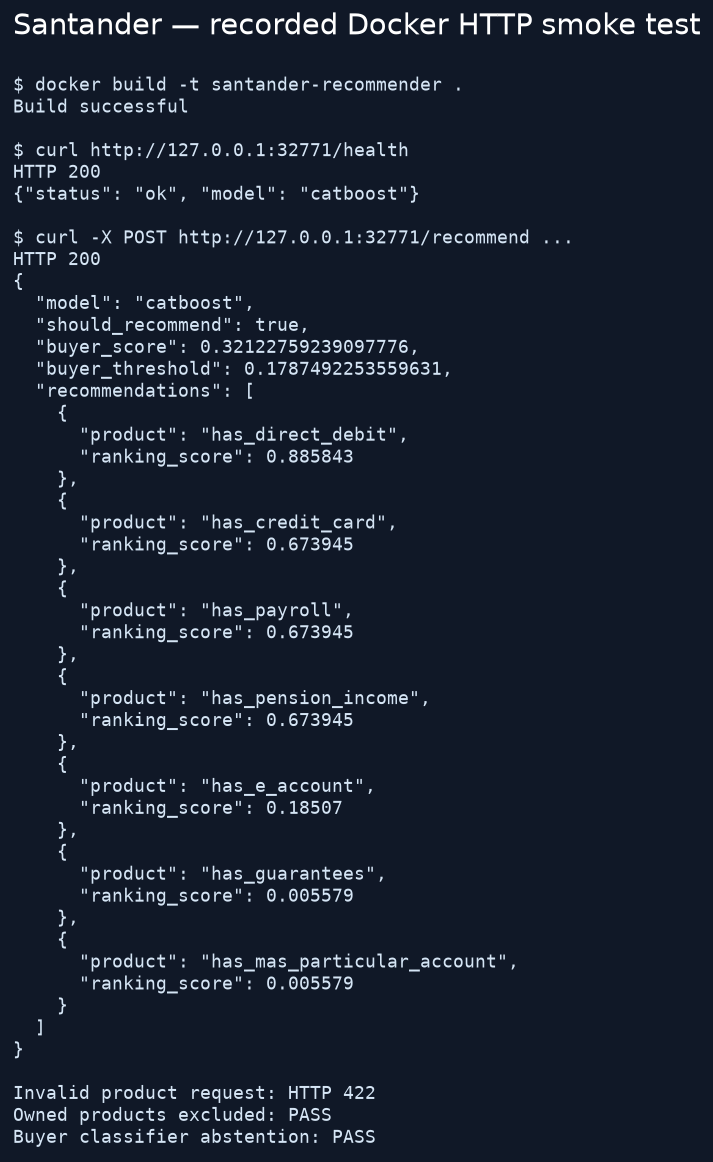 Santander — recorded Docker HTTP smoke test
$ docker build -t santander-recommender .
Build successful
$ curl http://127.0.0.1:32771/health
HTTP 200
{"status": "ok", "model": "catboost"}
$ curl -X POST http://127.0.0.1:32771/recommend ...
HTTP 200
{
  "model": "catboost",
  "should_recommend": true,
  "buyer_score": 0.32122759239097776,
  "buyer_threshold": 0.1787492253559631,
  "recommendations": [
    {
      "product": "has_direct_debit",
      "ranking_score": 0.885843
    },
    {
      "product": "has_credit_card",
      "ranking_score": 0.673945
    },
    {
      "product": "has_payroll",
      "ranking_score": 0.673945
    },
    {
      "product": "has_pension_income",
      "ranking_score": 0.673945
    },
    {
      "product": "has_e_account",
      "ranking_score": 0.18507
    },
    {
      "product": "has_guarantees",
      "ranking_score": 0.005579
    },
    {
      "product": "has_mas_particular_account",
      "ranking_score": 0.005579
    }
  ]
}
Invalid product request: HTTP 422
Owned products excluded: PASS
Buyer classifier abstention: PASS